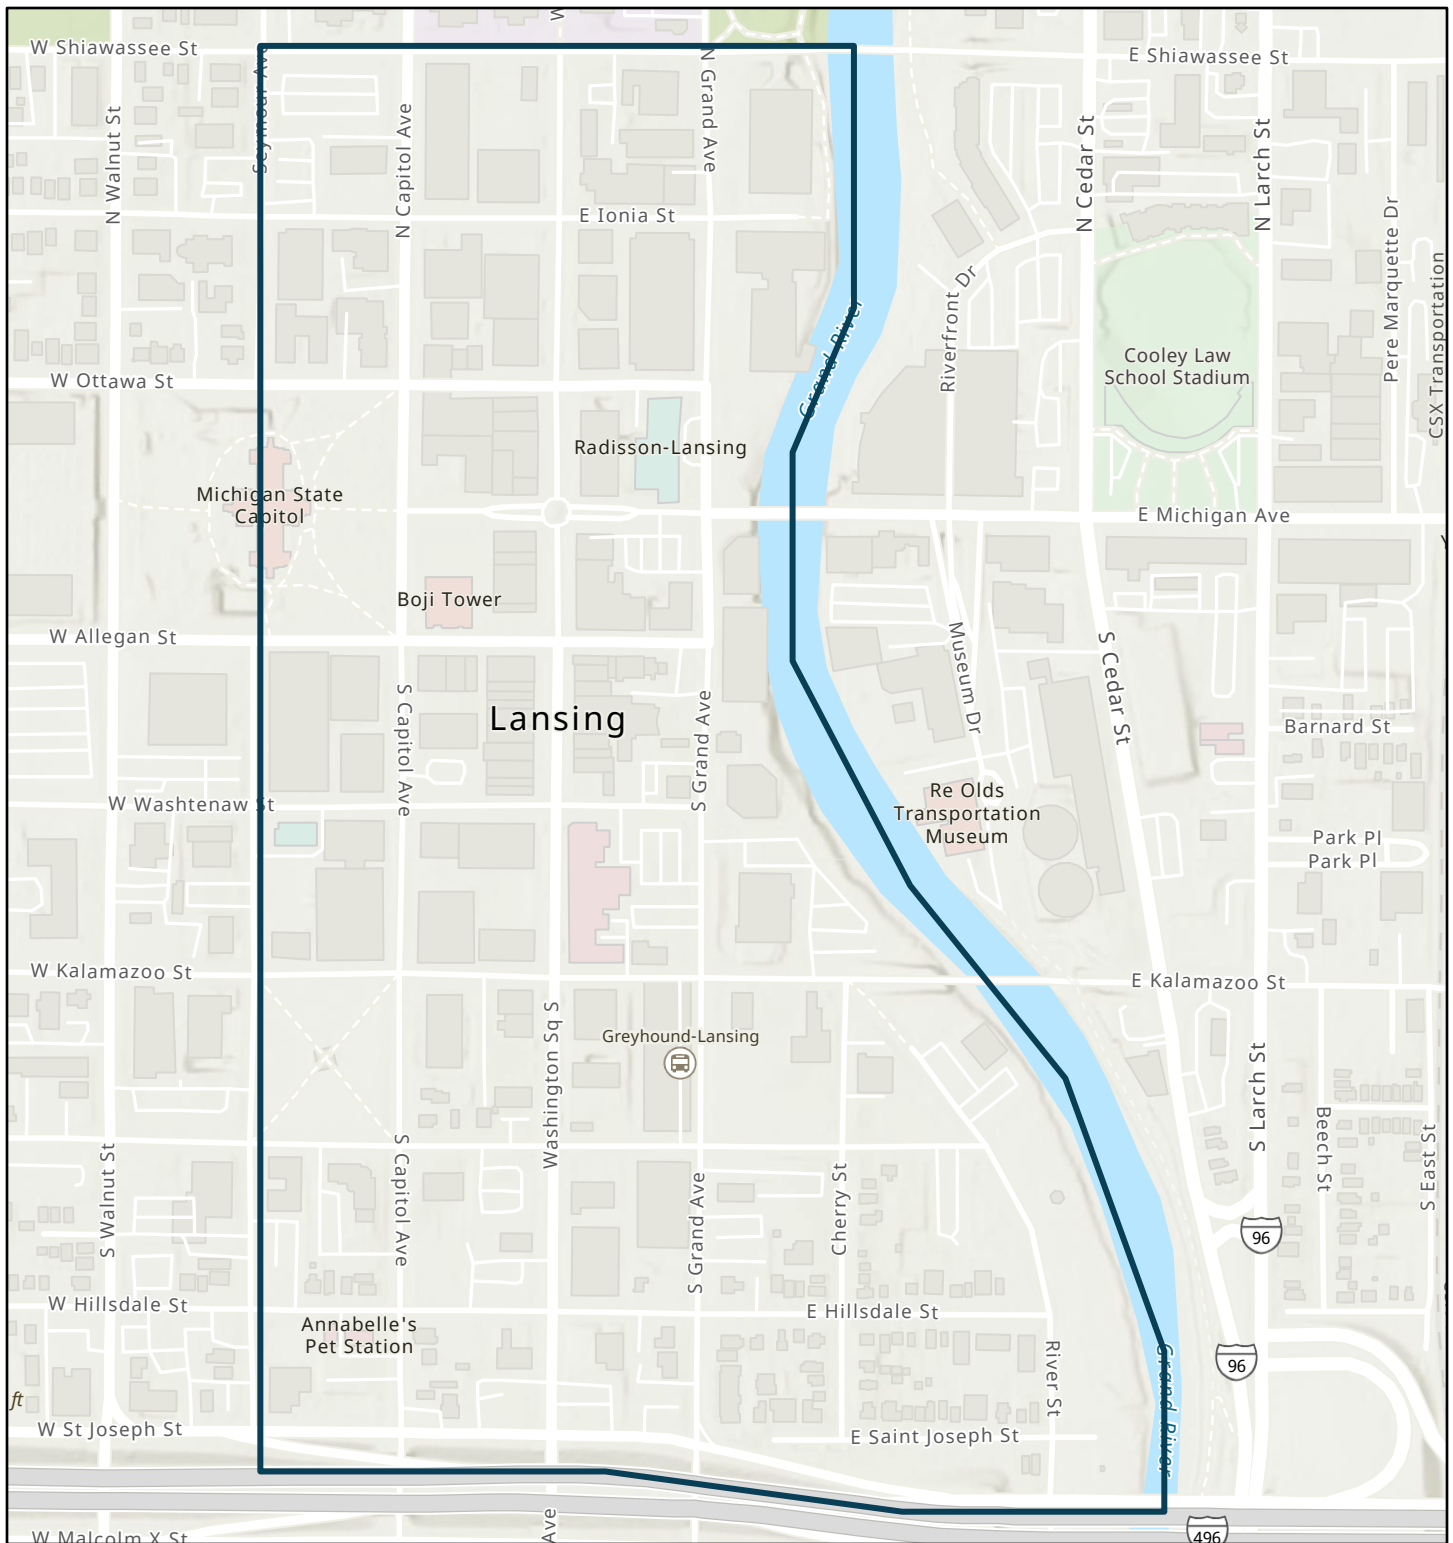 W
W Shiawassee St
E Shiawassee St
Seymour Ave
N Grand Ave
N Walnut St
N Capitol Ave
N Cedar St
N Larch St
E Ionia St
Pere Marquette Dr
CSX Transportation
Riverfront Dr
Grand River
Cooley Law
School Stadium
W Ottawa St
Radisson-Lansing
Michigan State
Capitol
E Michigan Ave
Boji Tower
W Allegan St
Museum Dr
S Cedar St
S Capitol Ave
Lansing
S Grand Ave
Barnard St
W Washtenaw St
Re Olds
Transportation
Museum
Park Pl
Park Pl
W Kalamazoo St
E Kalamazoo St
Washington Sq S
Greyhound-Lansing
S Larch St
Beech St
S East St
S Walnut St
S Capitol Ave
S Grand Ave
Cherry St
96
W Hillsdale St
E Hillsdale St
Annabelle's
Pet Station
River St
Grand River
96
ft
W St Joseph St
E Saint Joseph St
W Malcolm X St
Ave
496